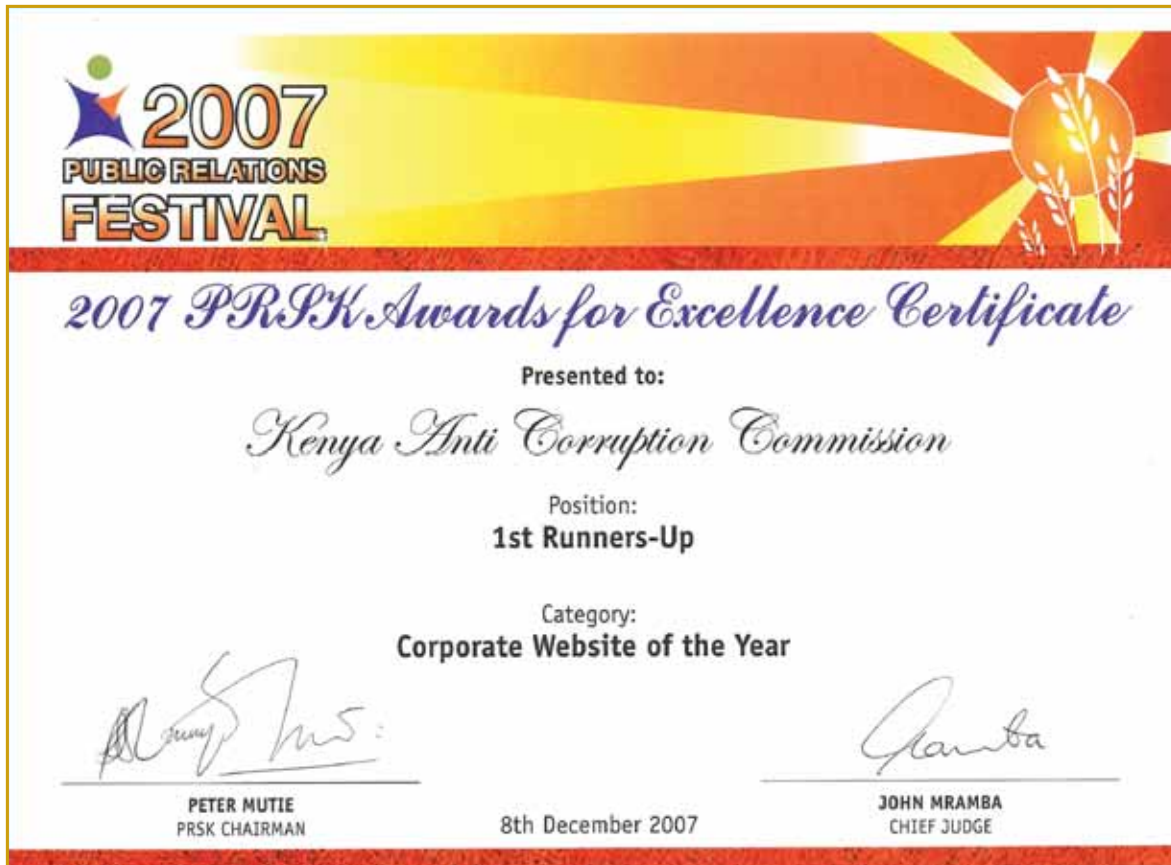 2007
PUBLIC RELATIONS
FESTIVAL
2007 PRSK Awards for Excellence Certificate
Presented to:
Kenya Anti Corruption Commission
Position:
1st Runners-Up
Category:
Corporate Website of the Year
PETER MUTIE
PRSK CHAIRMAN
8th December 2007
JOHN MRAMBA
CHIEF JUDGE